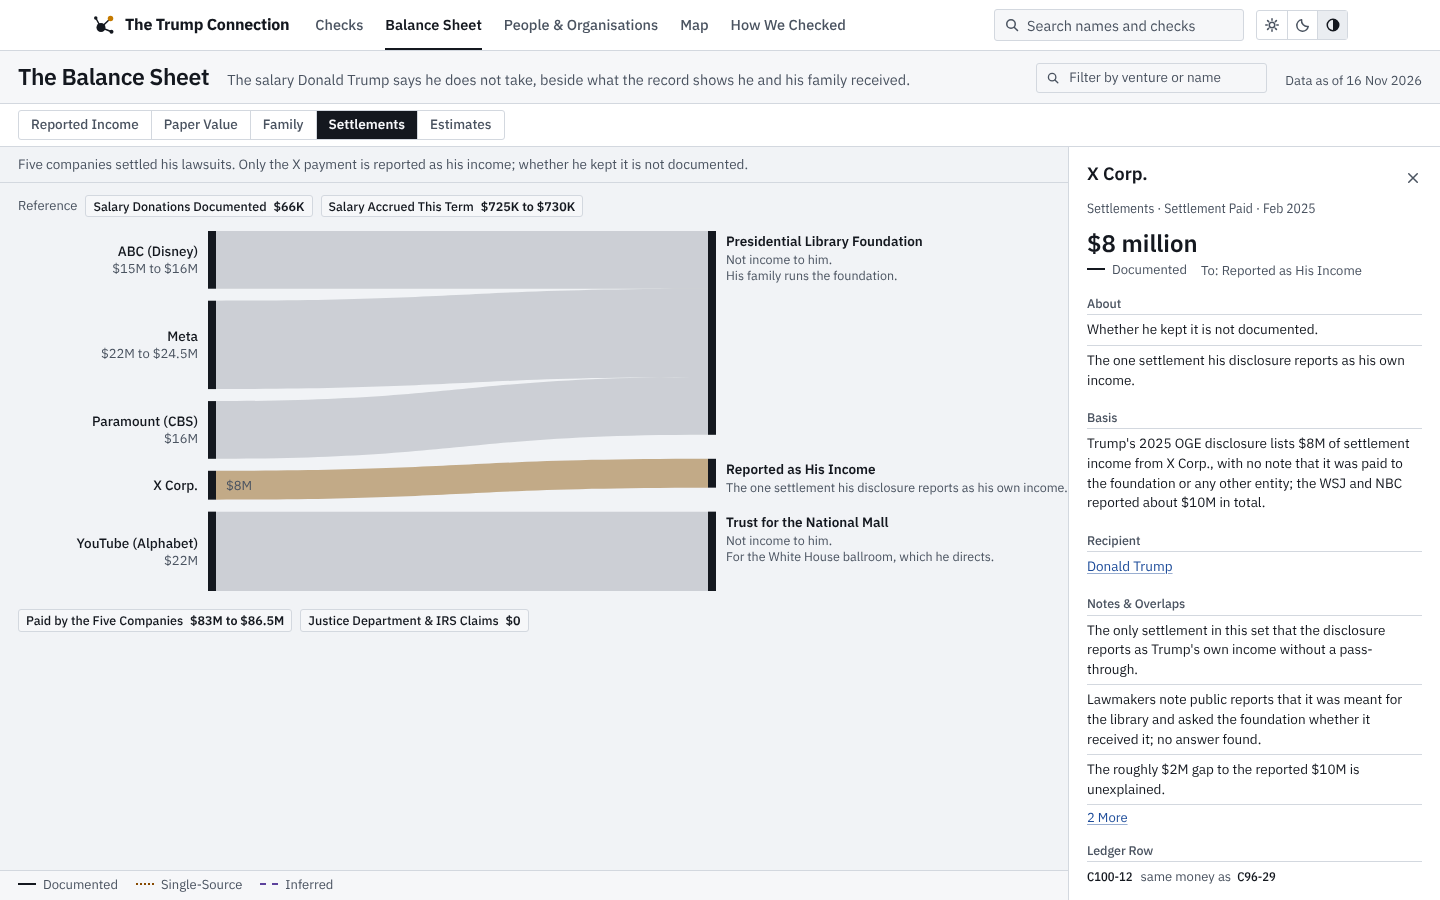 The Trump Connection
Checks
Balance Sheet
People & Organisations
Map
How We Checked
Search names and checks
The Balance Sheet
The salary Donald Trump says he does not take, beside what the record shows he and his family received.
Filter by venture or name
Data as of 16 Nov 2026
Reported Income
Paper Value
Family
Settlements
Estimates
Five companies settled his lawsuits. Only the X payment is reported as his income; whether he kept it is not documented.
Reference
Salary Donations Documented $66K
Salary Accrued This Term $725K to $730K
ABC (Disney)
$15M to $16M
Meta
$22M to $24.5M
Paramount (CBS)
$16M
X Corp.
$8M
YouTube (Alphabet)
$22M
Presidential Library Foundation
Not income to him.
His family runs the foundation.
Reported as His Income
The one settlement his disclosure reports as his own income.
Trust for the National Mall
Not income to him.
For the White House ballroom, which he directs.
Paid by the Five Companies $83M to $86.5M
Justice Department & IRS Claims $0
Documented
Single-Source
Inferred
X Corp.
Settlements · Settlement Paid · Feb 2025
$8 million
Documented
To: Reported as His Income
About
Whether he kept it is not documented.
The one settlement his disclosure reports as his own
income.
Basis
Trump's 2025 OGE disclosure lists $8M of settlement
income from X Corp., with no note that it was paid to
the foundation or any other entity; the WSJ and NBC
reported about $10M in total.
Recipient
Donald Trump
Notes & Overlaps
The only settlement in this set that the disclosure
reports as Trump's own income without a pass-
through.
Lawmakers note public reports that it was meant for
the library and asked the foundation whether it
received it; no answer found.
The roughly $2M gap to the reported $10M is
unexplained.
2 More
Ledger Row
C100-12 same money as C96-29